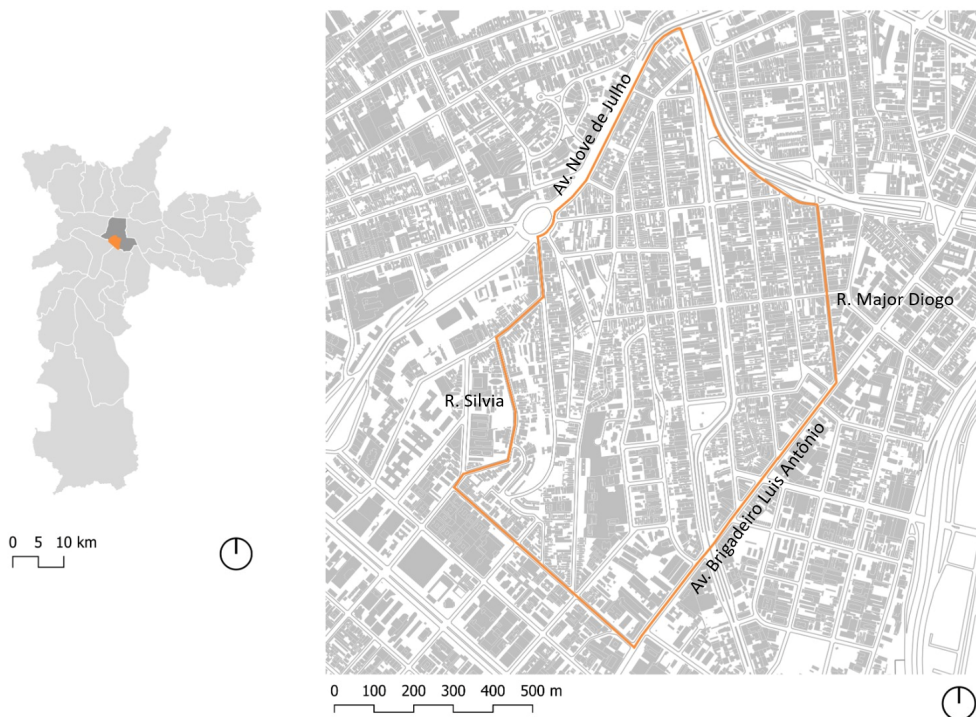 Av. Nove de Julho
R. Major Diogo
R. Silvia
Av. Brigadeiro Luis Antônio
0 5 10 km
0 100 200 300 400 500 m